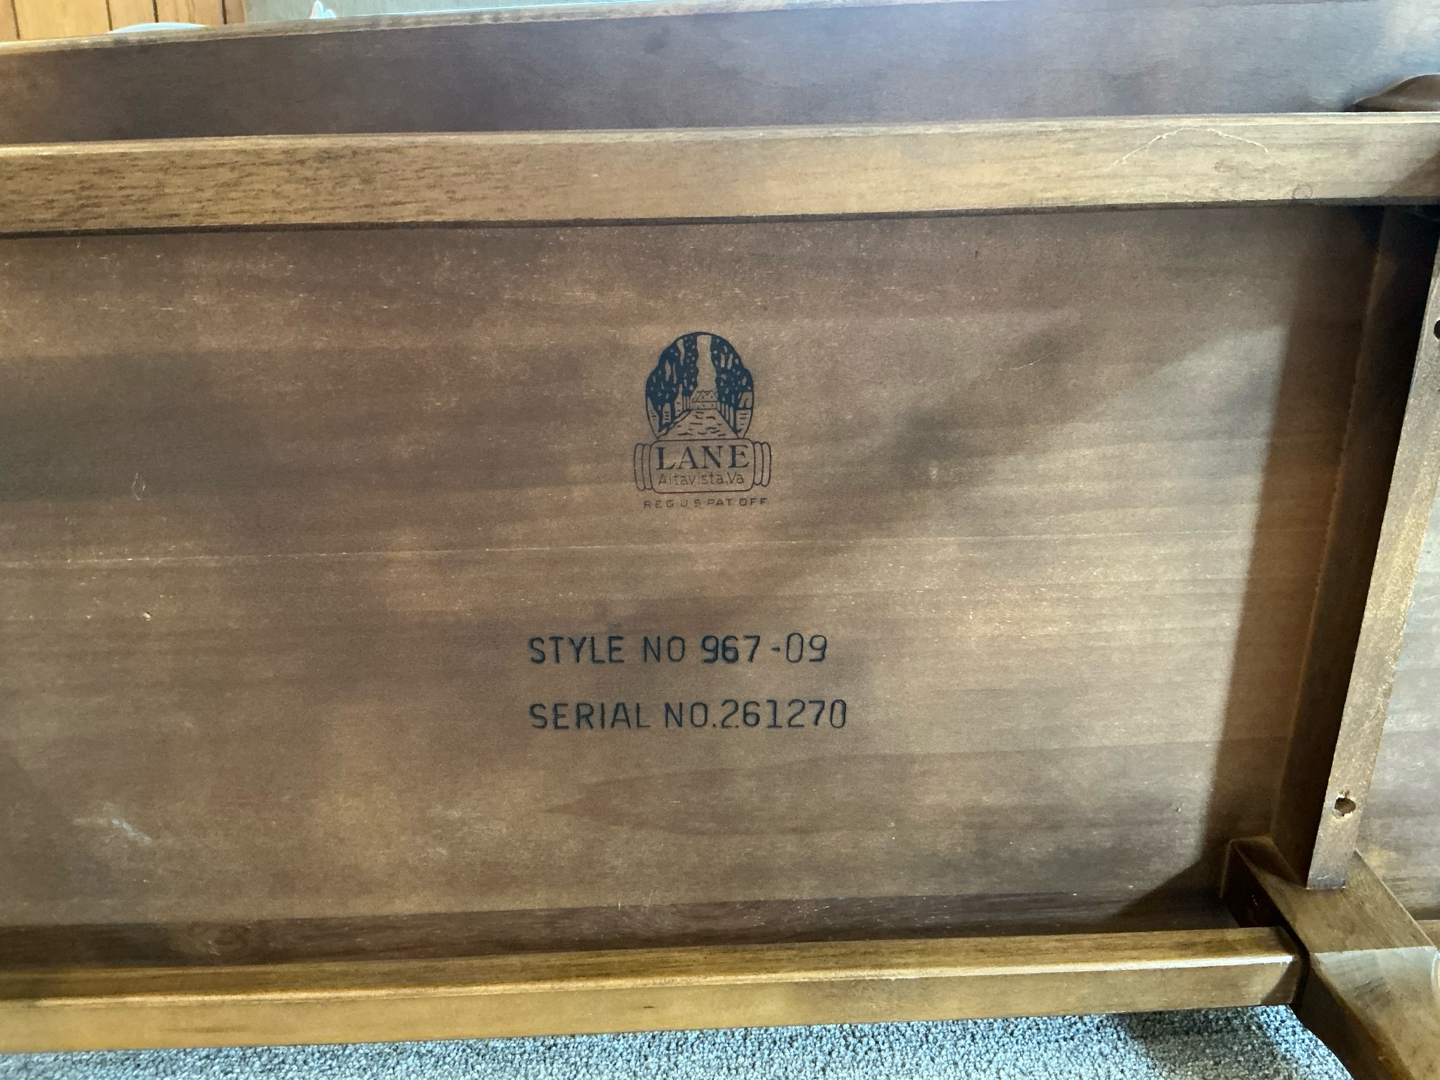 LANE
Altavista, Va
REG U S PAT OFF
STYLE NO 967-09
SERIAL NO.261270